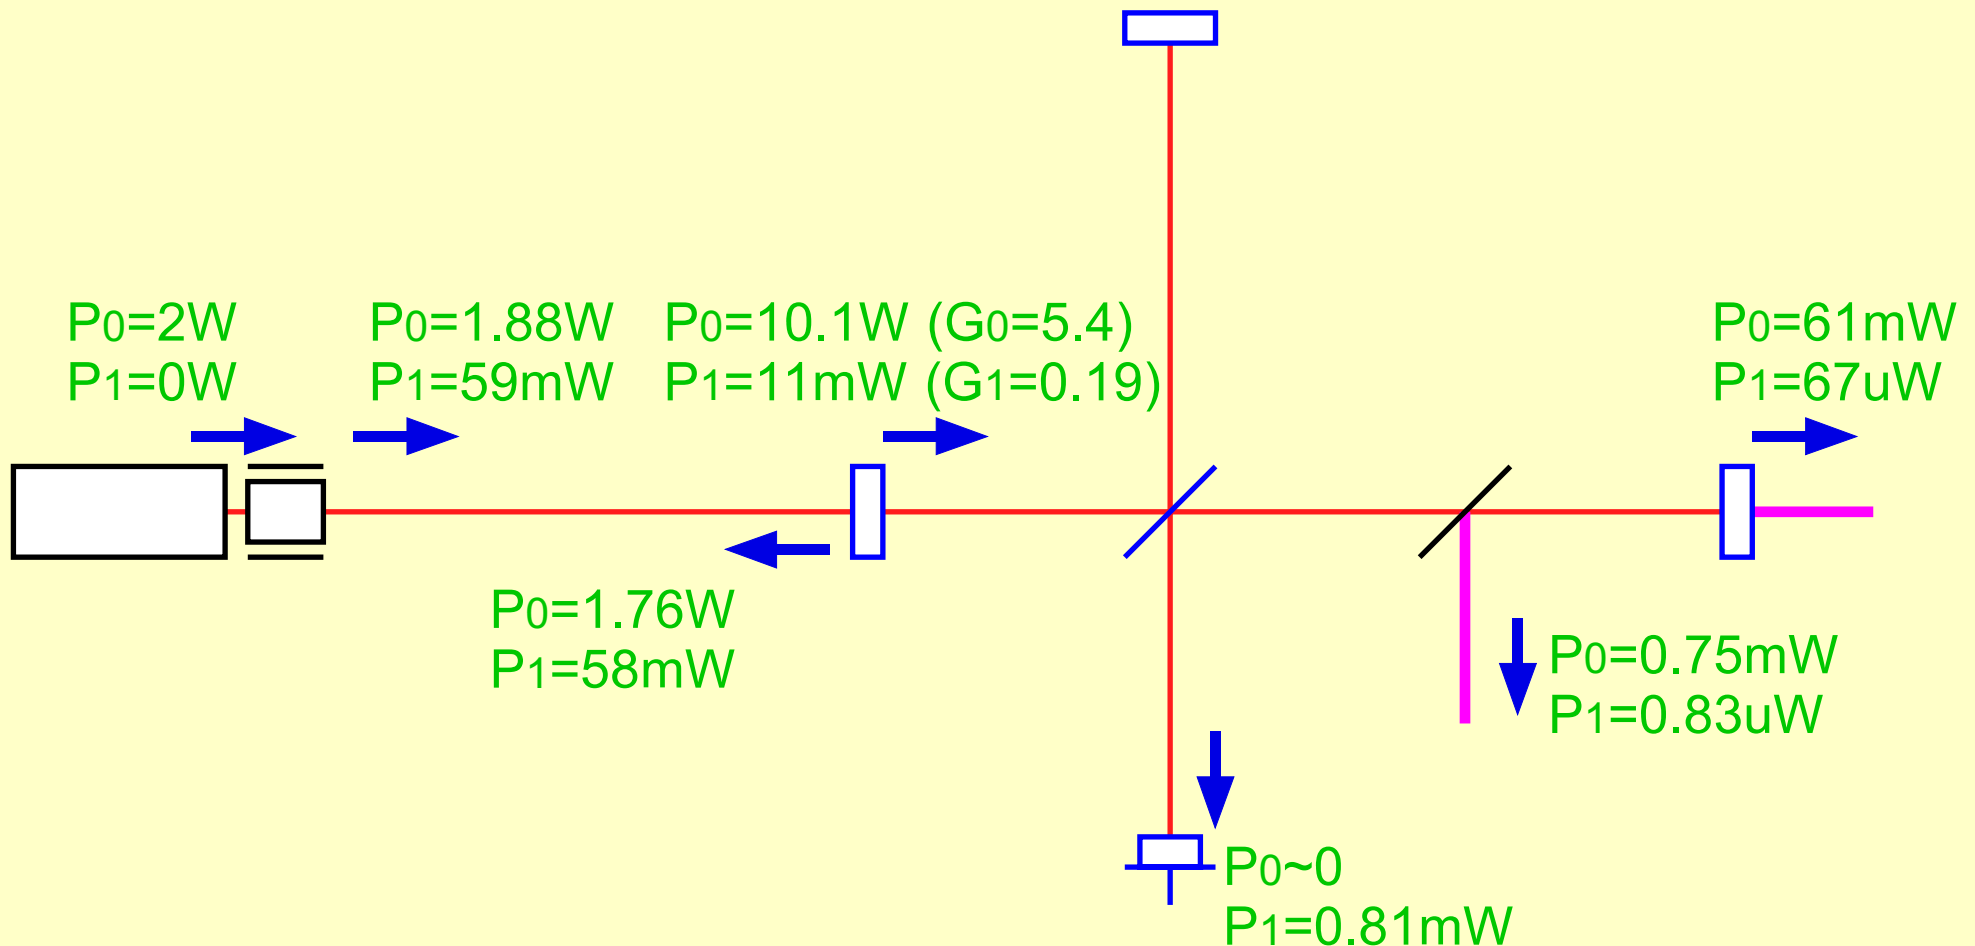 P0=2W
P1=0W
P0=1.88W
P1=59mW
P0=10.1W (G0=5.4)
P1=11mW (G1=0.19)
P0=61mW
P1=67uW
P0=1.76W
P1=58mW
P0=0.75mW
P1=0.83uW
P0~0
P1=0.81mW